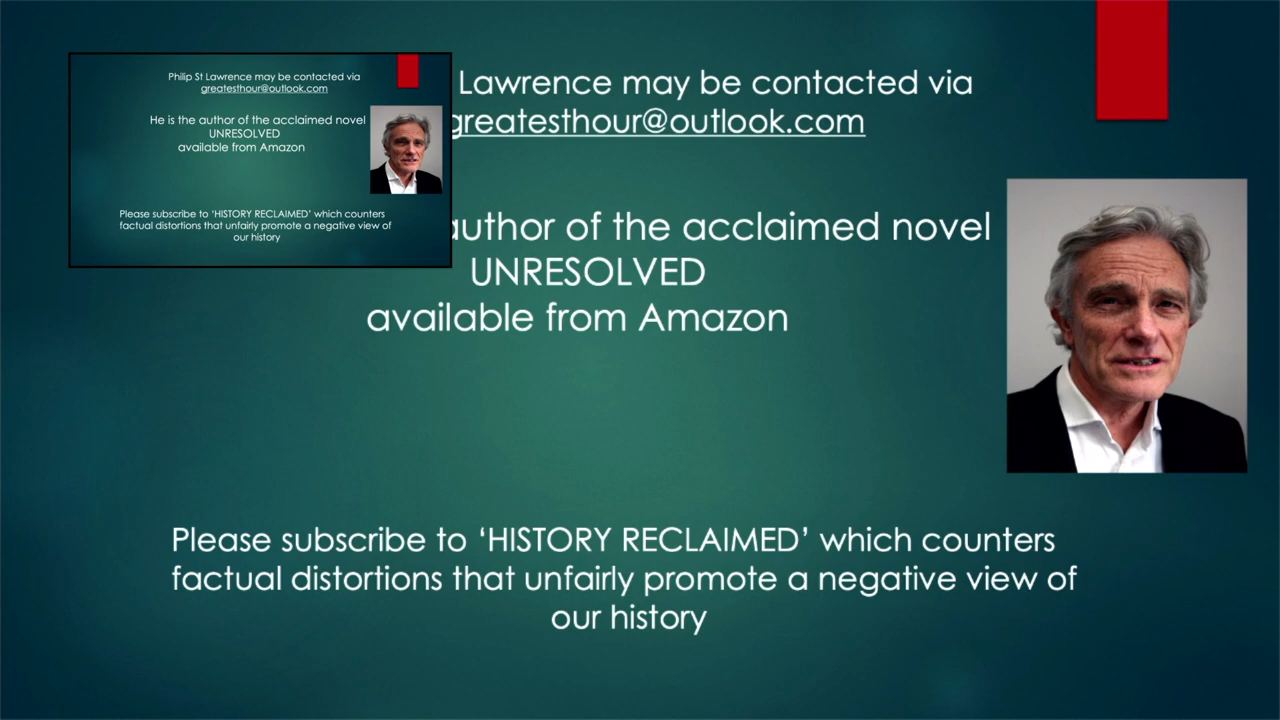 Philip St Lawrence may be contacted via
greatesthour@outlook.com
He is the author of the acclaimed novel
UNRESOLVED
available from Amazon
Please subscribe to ‘HISTORY RECLAIMED’ which counters
factual distortions that unfairly promote a negative view of
our history
Lawrence may be contacted via
greatesthour@outlook.com
author of the acclaimed novel
UNRESOLVED
available from Amazon
Please subscribe to ‘HISTORY RECLAIMED’ which counters
factual distortions that unfairly promote a negative view of
our history